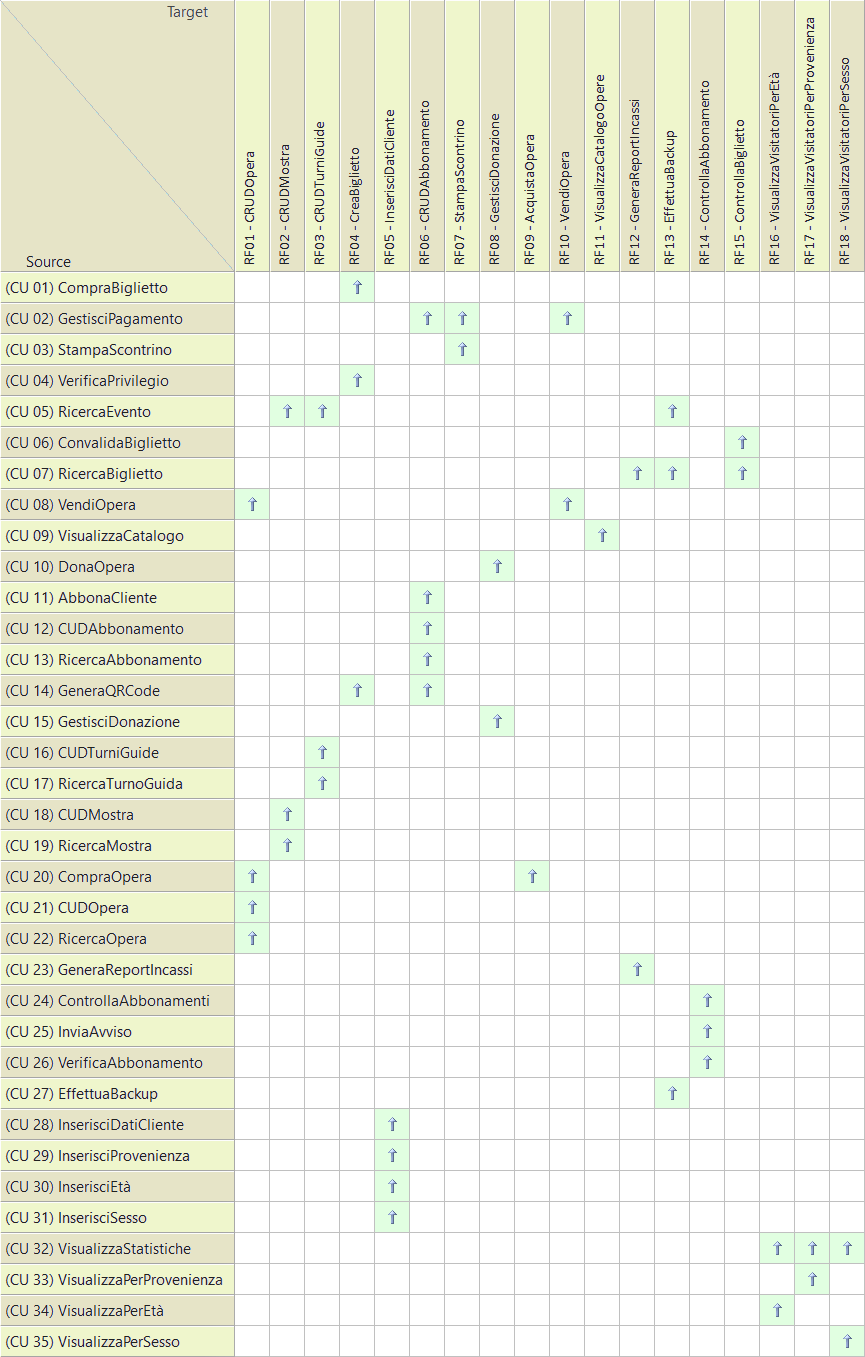 Target
Source
RF01 - CRUDOpera
RF02 - CRUDMostra
RF03 - CRUDTurniGuide
RF04 - CreaBiglietto
RF05 - InserisciDatiCliente
RF06 - CRUDAbbonamento
RF07 - StampaScontrino
RF08 - GestisciDonazione
RF09 - AcquistaOpera
RF10 - VendiOpera
RF11 - VisualizzaCatalogoOpere
RF12 - GeneraReportIncassi
RF13 - EffettuaBackup
RF14 - ControllaAbbonamento
RF15 - ControllaBiglietto
RF16 - VisualizzaVisitatoriPerEtà
RF17 - VisualizzaVisitatoriPerProvenienza
RF18 - VisualizzaVisitatoriPerSesso
(CU 01) CompraBiglietto
(CU 02) GestisciPagamento
(CU 03) StampaScontrino
(CU 04) VerificaPrivilegio
(CU 05) RicercaEvento
(CU 06) ConvalidaBiglietto
(CU 07) RicercaBiglietto
(CU 08) VendiOpera
(CU 09) VisualizzaCatalogo
(CU 10) DonaOpera
(CU 11) AbbonaCliente
(CU 12) CUDAbbonamento
(CU 13) RicercaAbbonamento
(CU 14) GeneraQRCode
(CU 15) GestisciDonazione
(CU 16) CUDTurniGuide
(CU 17) RicercaTurnoGuida
(CU 18) CUDMostra
(CU 19) RicercaMostra
(CU 20) CompraOpera
(CU 21) CUDOpera
(CU 22) RicercaOpera
(CU 23) GeneraReportIncassi
(CU 24) ControllaAbbonamenti
(CU 25) InviaAvviso
(CU 26) VerificaAbbonamento
(CU 27) EffettuaBackup
(CU 28) InserisciDatiCliente
(CU 29) InserisciProvenienza
(CU 30) InserisciEtà
(CU 31) InserisciSesso
(CU 32) VisualizzaStatistiche
(CU 33) VisualizzaPerProvenienza
(CU 34) VisualizzaPerEtà
(CU 35) VisualizzaPerSesso